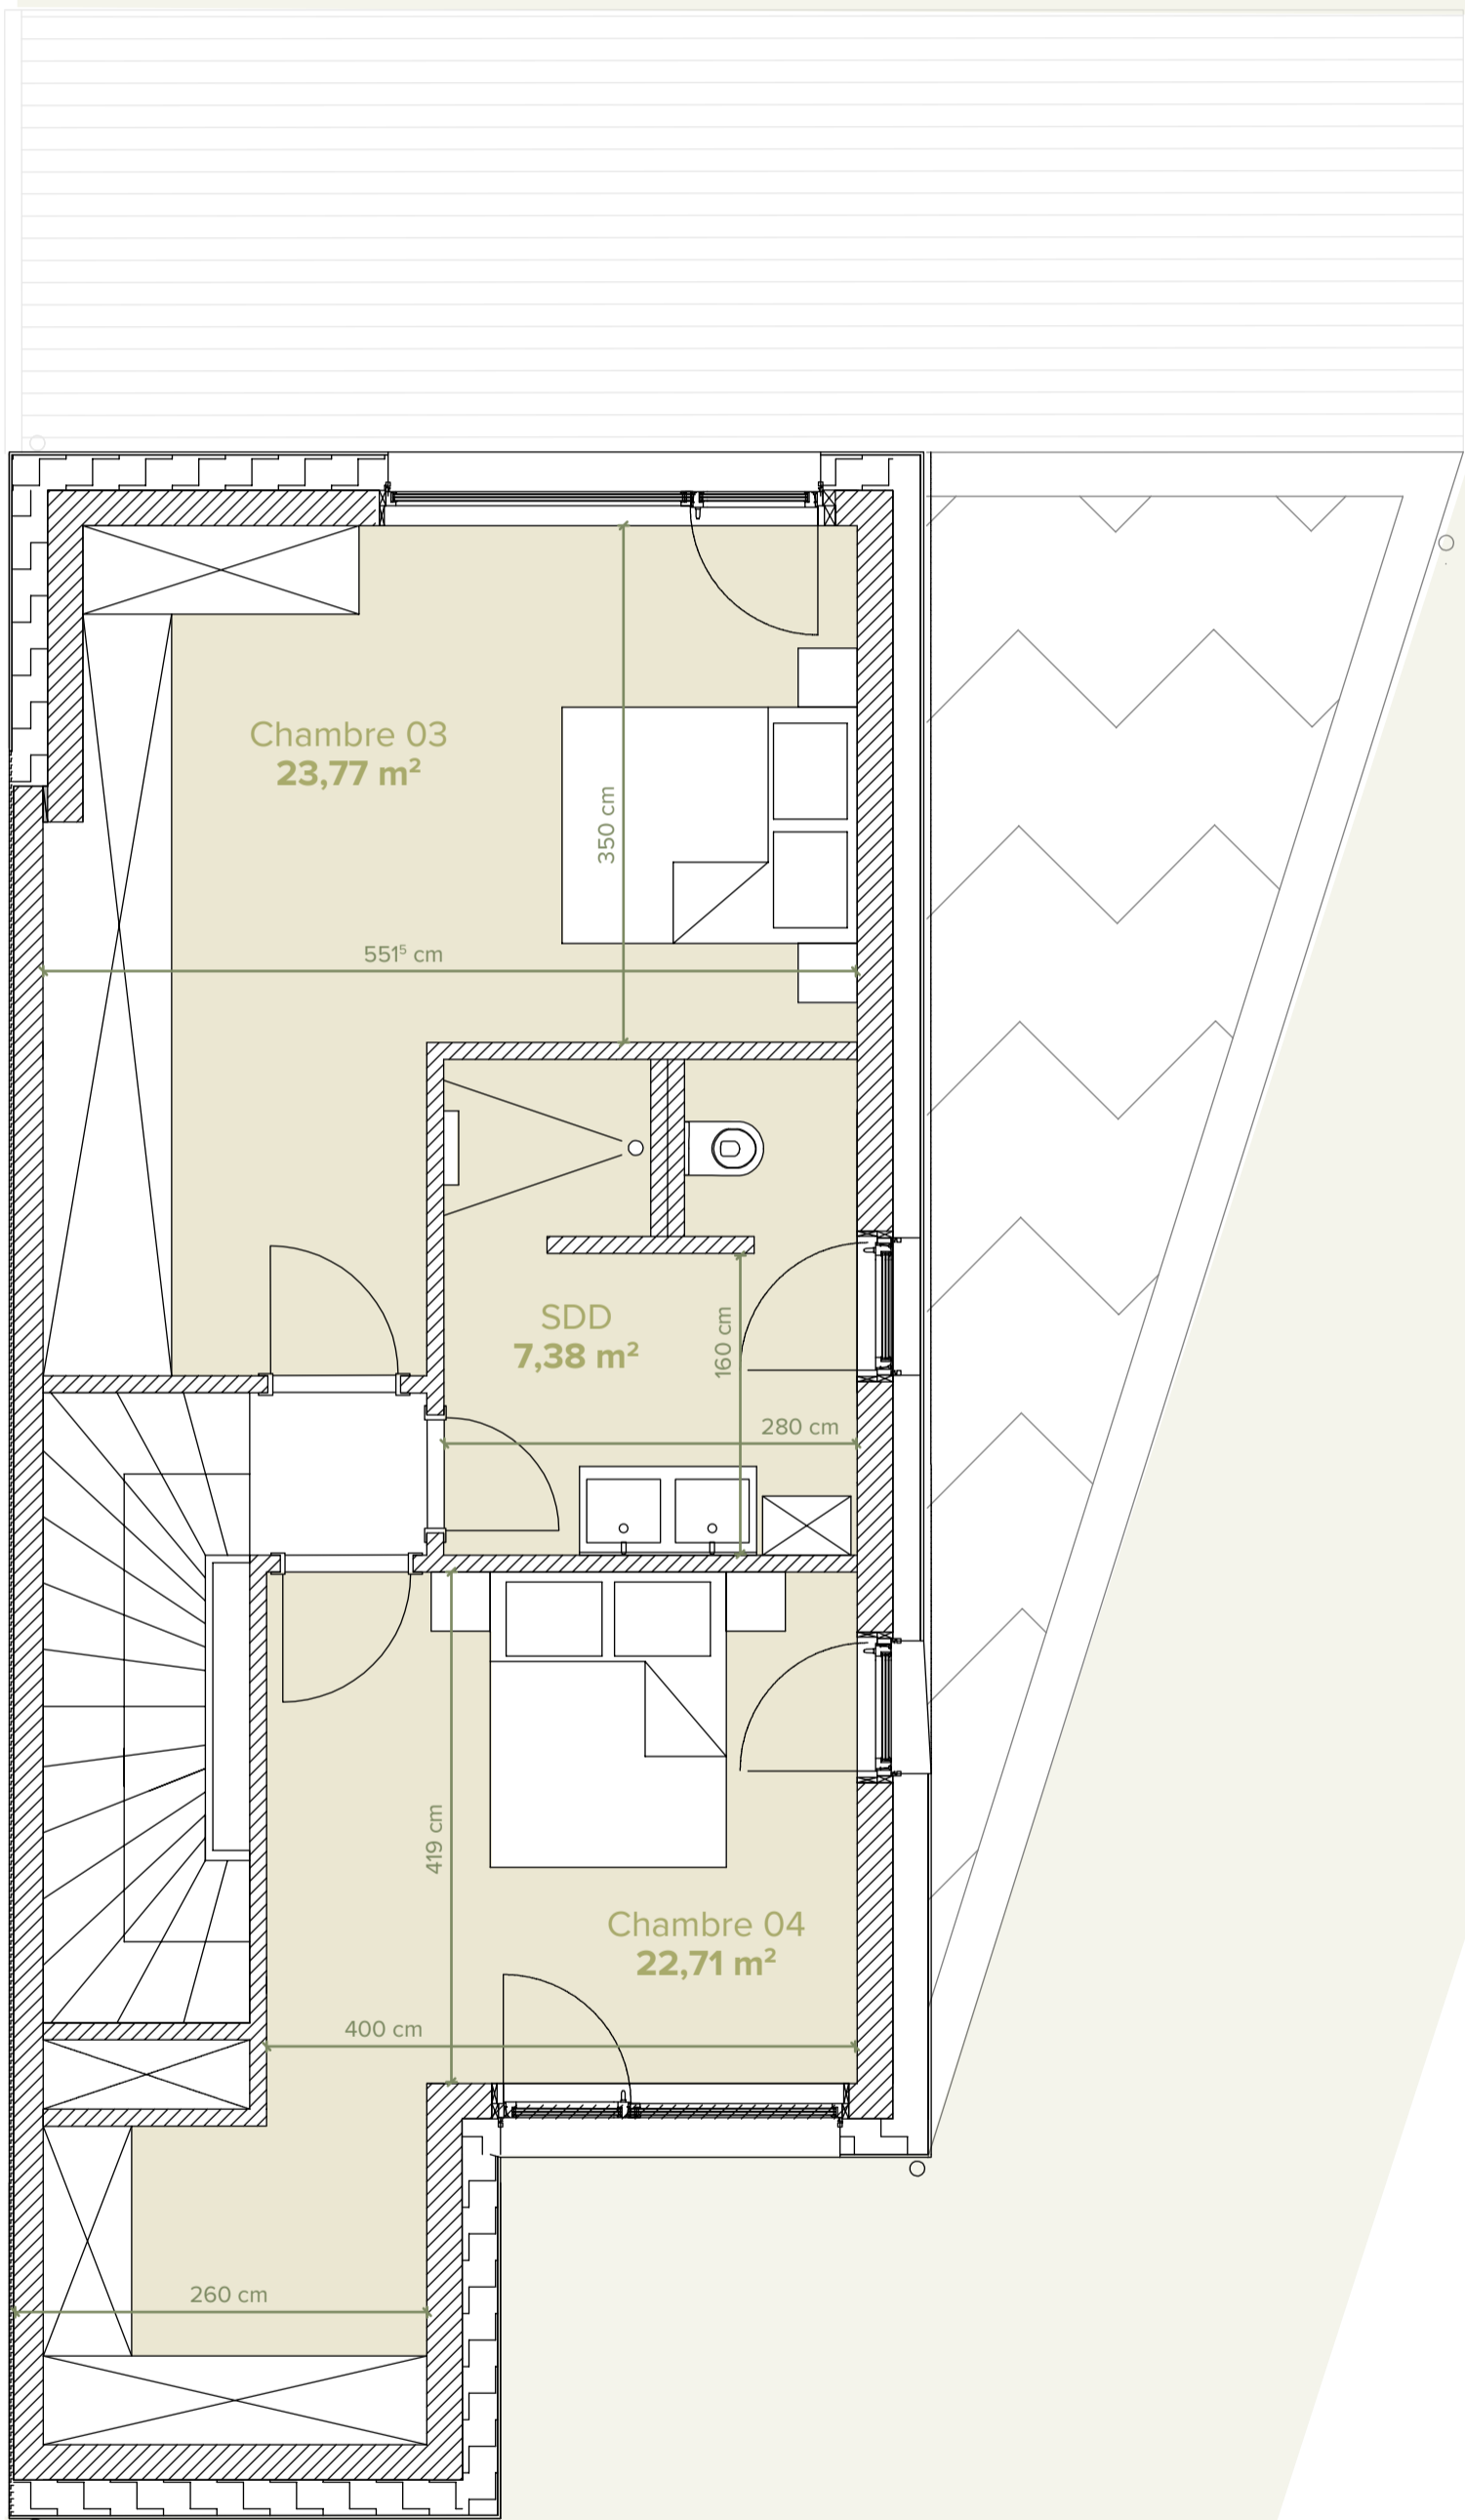 Chambre 03
23,77 m²
350 cm
551⁵ cm
SDD
7,38 m²
160 cm
280 cm
419 cm
Chambre 04
22,71 m²
400 cm
260 cm